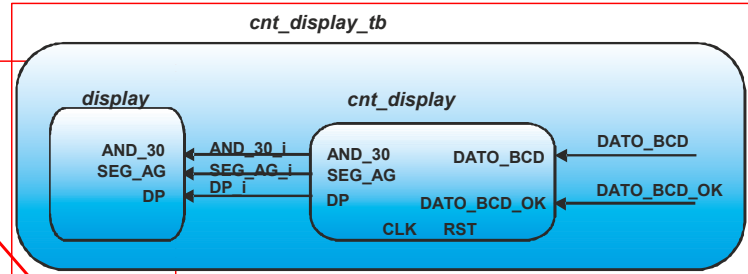 cnt_display_tb
display
cnt_display
AND_30
SEG_AG
DP
AND_30_i
SEG_AG_i
DP_i
AND_30
SEG_AG
DP
DATO_BCD
DATO_BCD_OK
CLK RST
DATO_BCD
DATO_BCD_OK